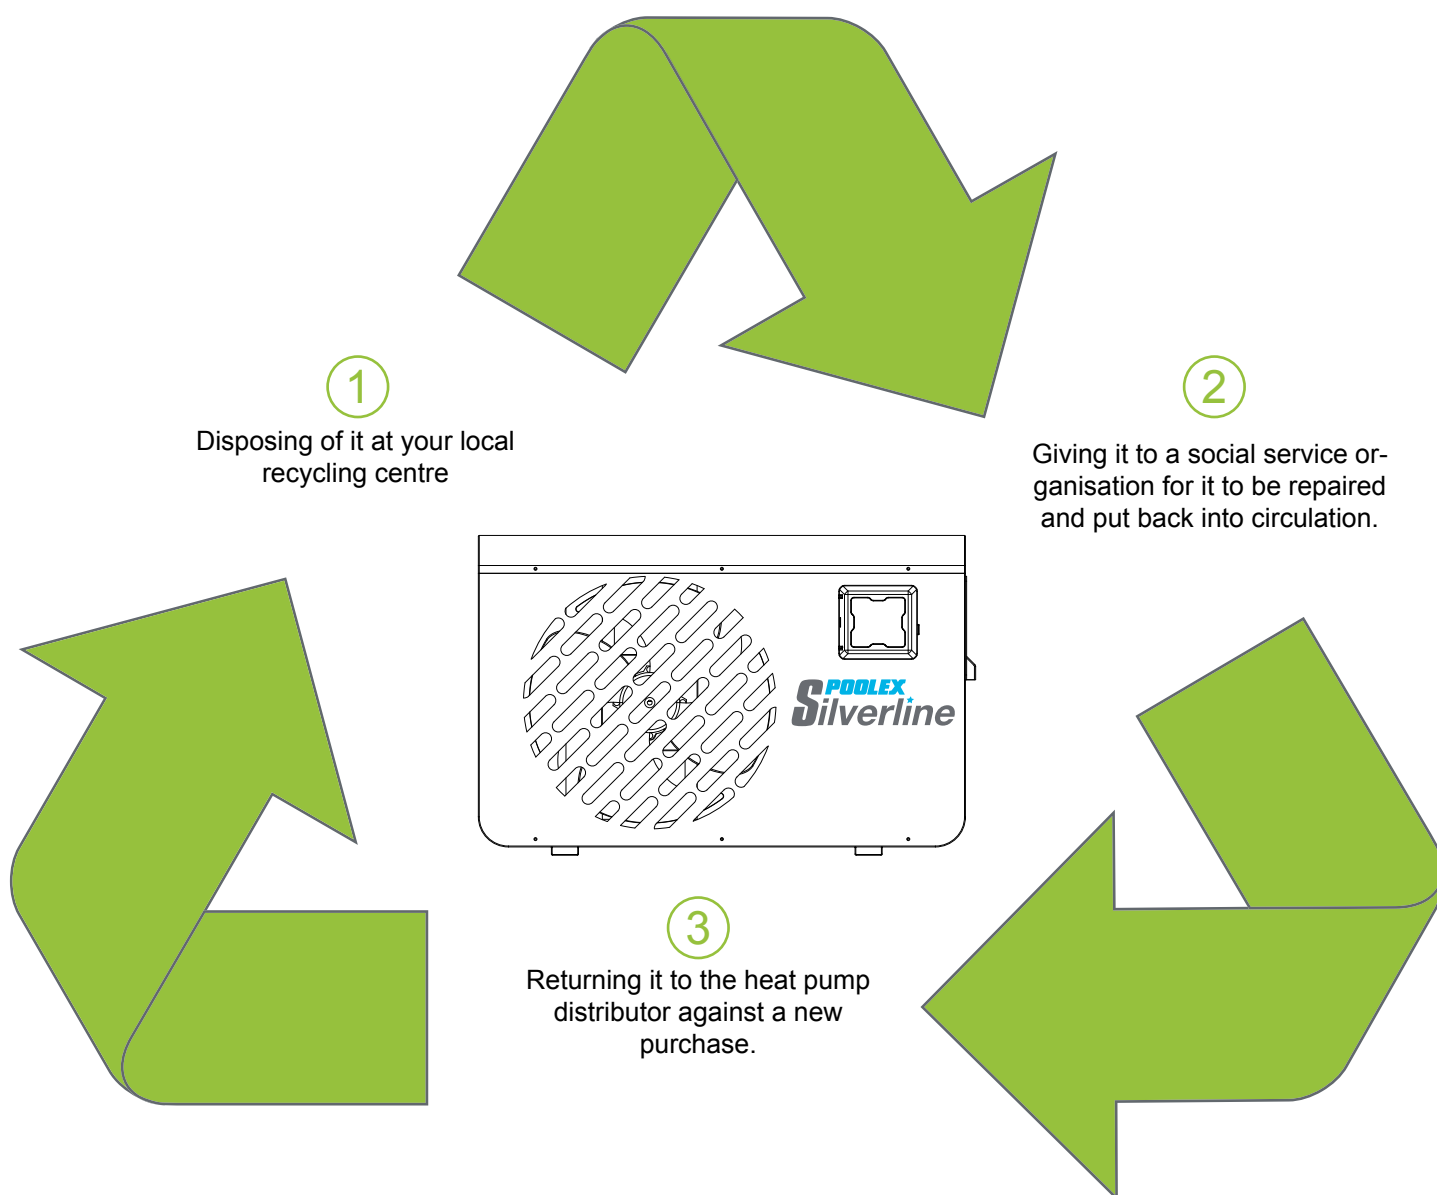 1
Disposing of it at your local
recycling centre
2
Giving it to a social service or-
ganisation for it to be repaired
and put back into circulation.
POOLEX
Silverline
3
Returning it to the heat pump
distributor against a new
purchase.